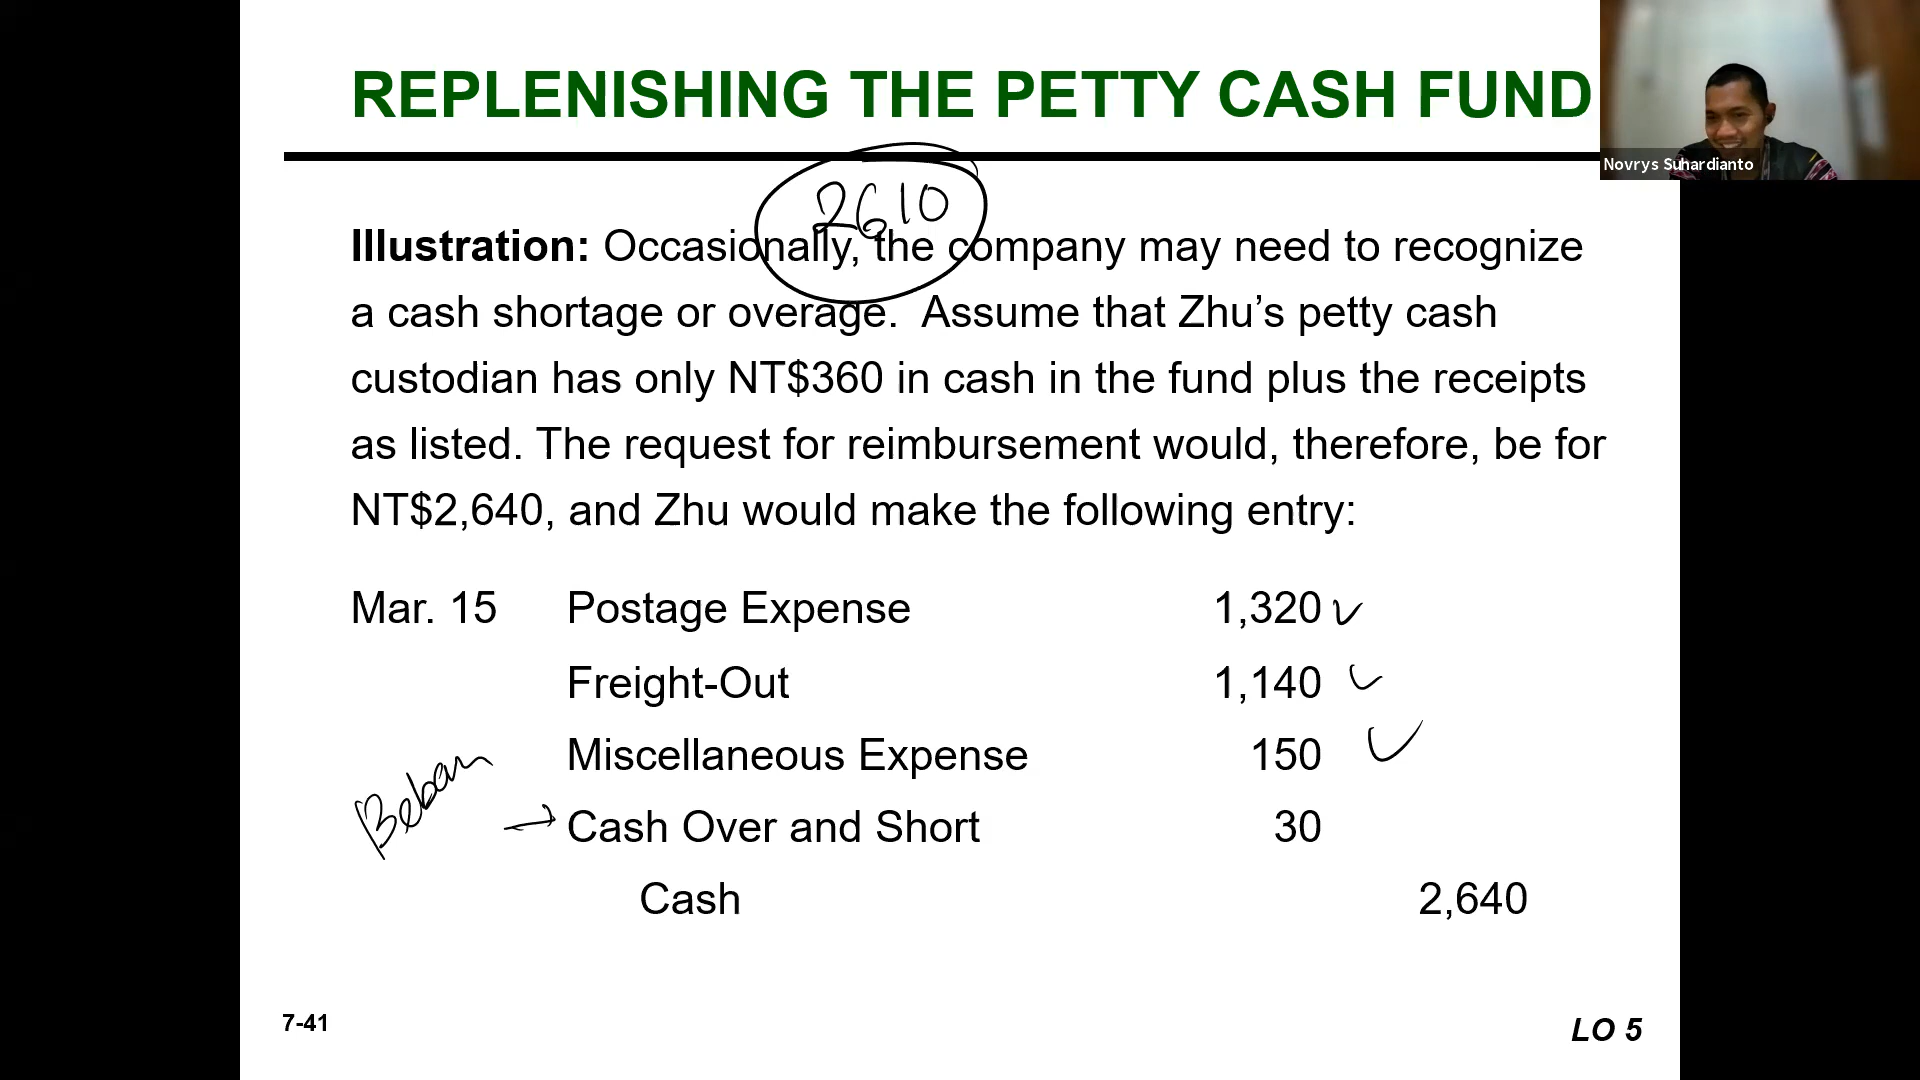 REPLENISHING THE PETTY CASH FUND
Novrys Suhardianto
2610
Illustration: Occasionally, the company may need to recognize
a cash shortage or overage. Assume that Zhu’s petty cash
custodian has only NT$360 in cash in the fund plus the receipts
as listed. The request for reimbursement would, therefore, be for
NT$2,640, and Zhu would make the following entry:
Mar. 15 Postage Expense 1,320
Freight-Out 1,140
Miscellaneous Expense 150
Beban
Cash Over and Short 30
Cash 2,640
7-41 LO 5